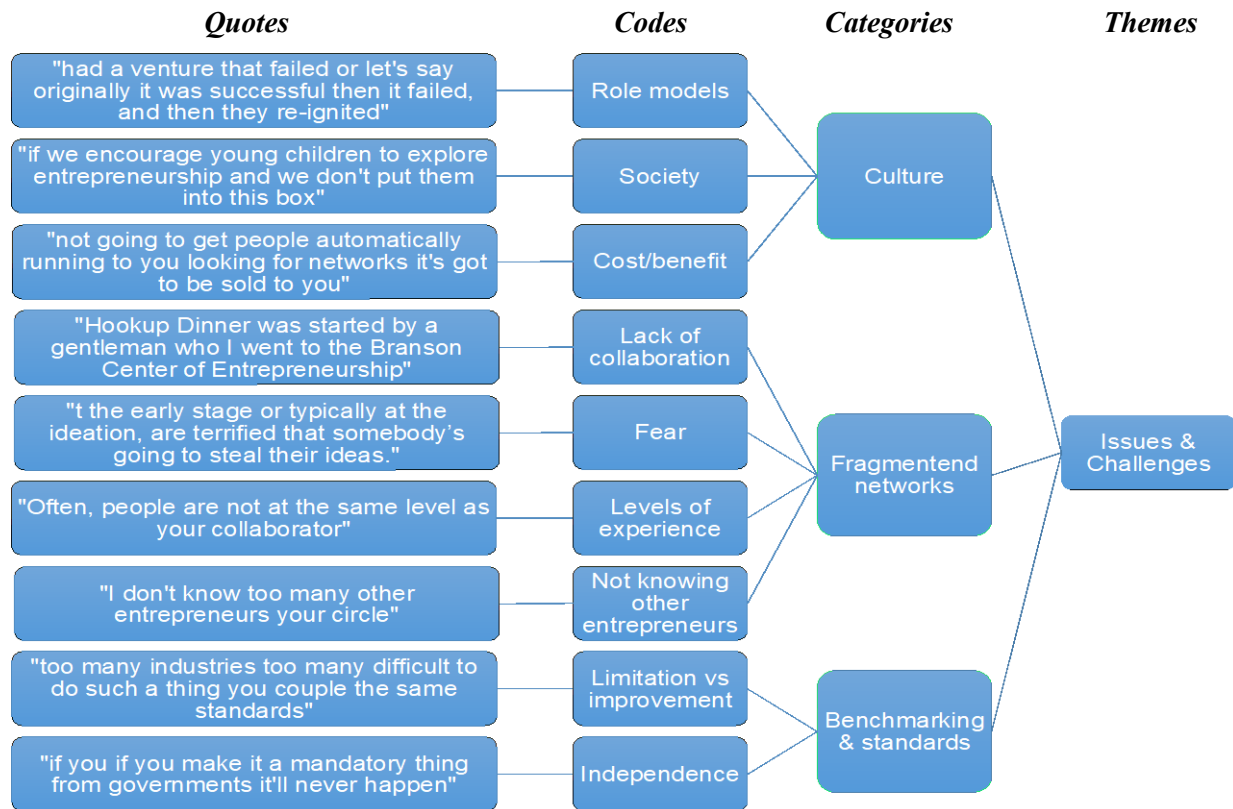 Quotes
Codes
Categories
Themes
"had a venture that failed or let's say
originally it was successful then it failed,
and then they re-ignited"
Role models
"if we encourage young children to explore
entrepreneurship and we don't put them
into this box"
Society
Culture
"not going to get people automatically
running to you looking for networks it's got
to be sold to you"
Cost/benefit
"Hookup Dinner was started by a
gentleman who I went to the Branson
Center of Entrepreneurship"
Lack of
collaboration
"t the early stage or typically at the
ideation, are terrified that somebody’s
going to steal their ideas."
Fear
Fragmentend
networks
Issues &
Challenges
"Often, people are not at the same level as
your collaborator"
Levels of
experience
"I don't know too many other
entrepreneurs your circle"
Not knowing
other
entrepreneurs
"too many industries too many difficult to
do such a thing you couple the same
standards"
Limitation vs
improvement
Benchmarking
& standards
"if you if you make it a mandatory thing
from governments it'll never happen"
Independence